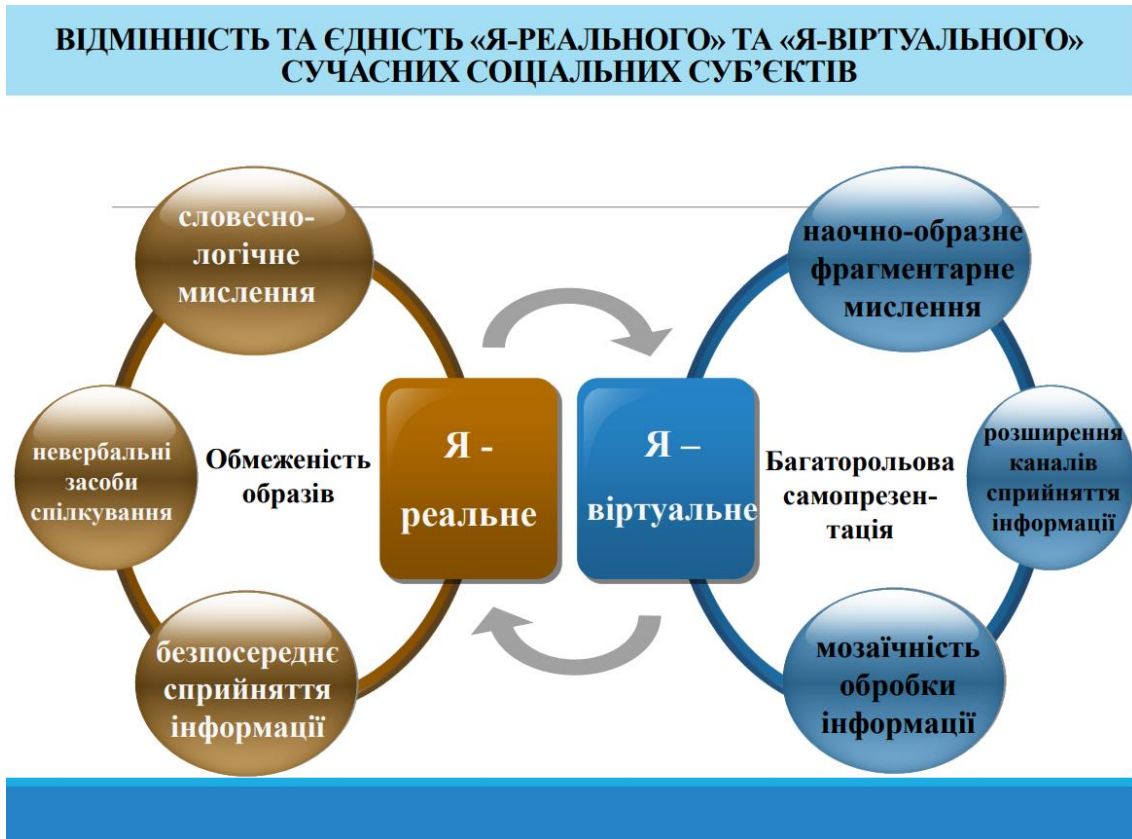 ВІДМІННІСТЬ ТА ЄДНІСТЬ «Я-РЕАЛЬНОГО» ТА «Я-ВІРТУАЛЬНОГО»
СУЧАСНИХ СОЦІАЛЬНИХ СУБ’ЄКТІВ
словесно-
логічне
мислення
невербальні
засоби
спілкування
безпосереднє
сприйняття
інформації
Обмеженість
образів
Я -
реальне
Я –
віртуальне
Багаторольова
самопрезен-
тація
наочно-образне
фрагментарне
мислення
розширення
каналів
сприйняття
інформації
мозаїчність
обробки
інформації